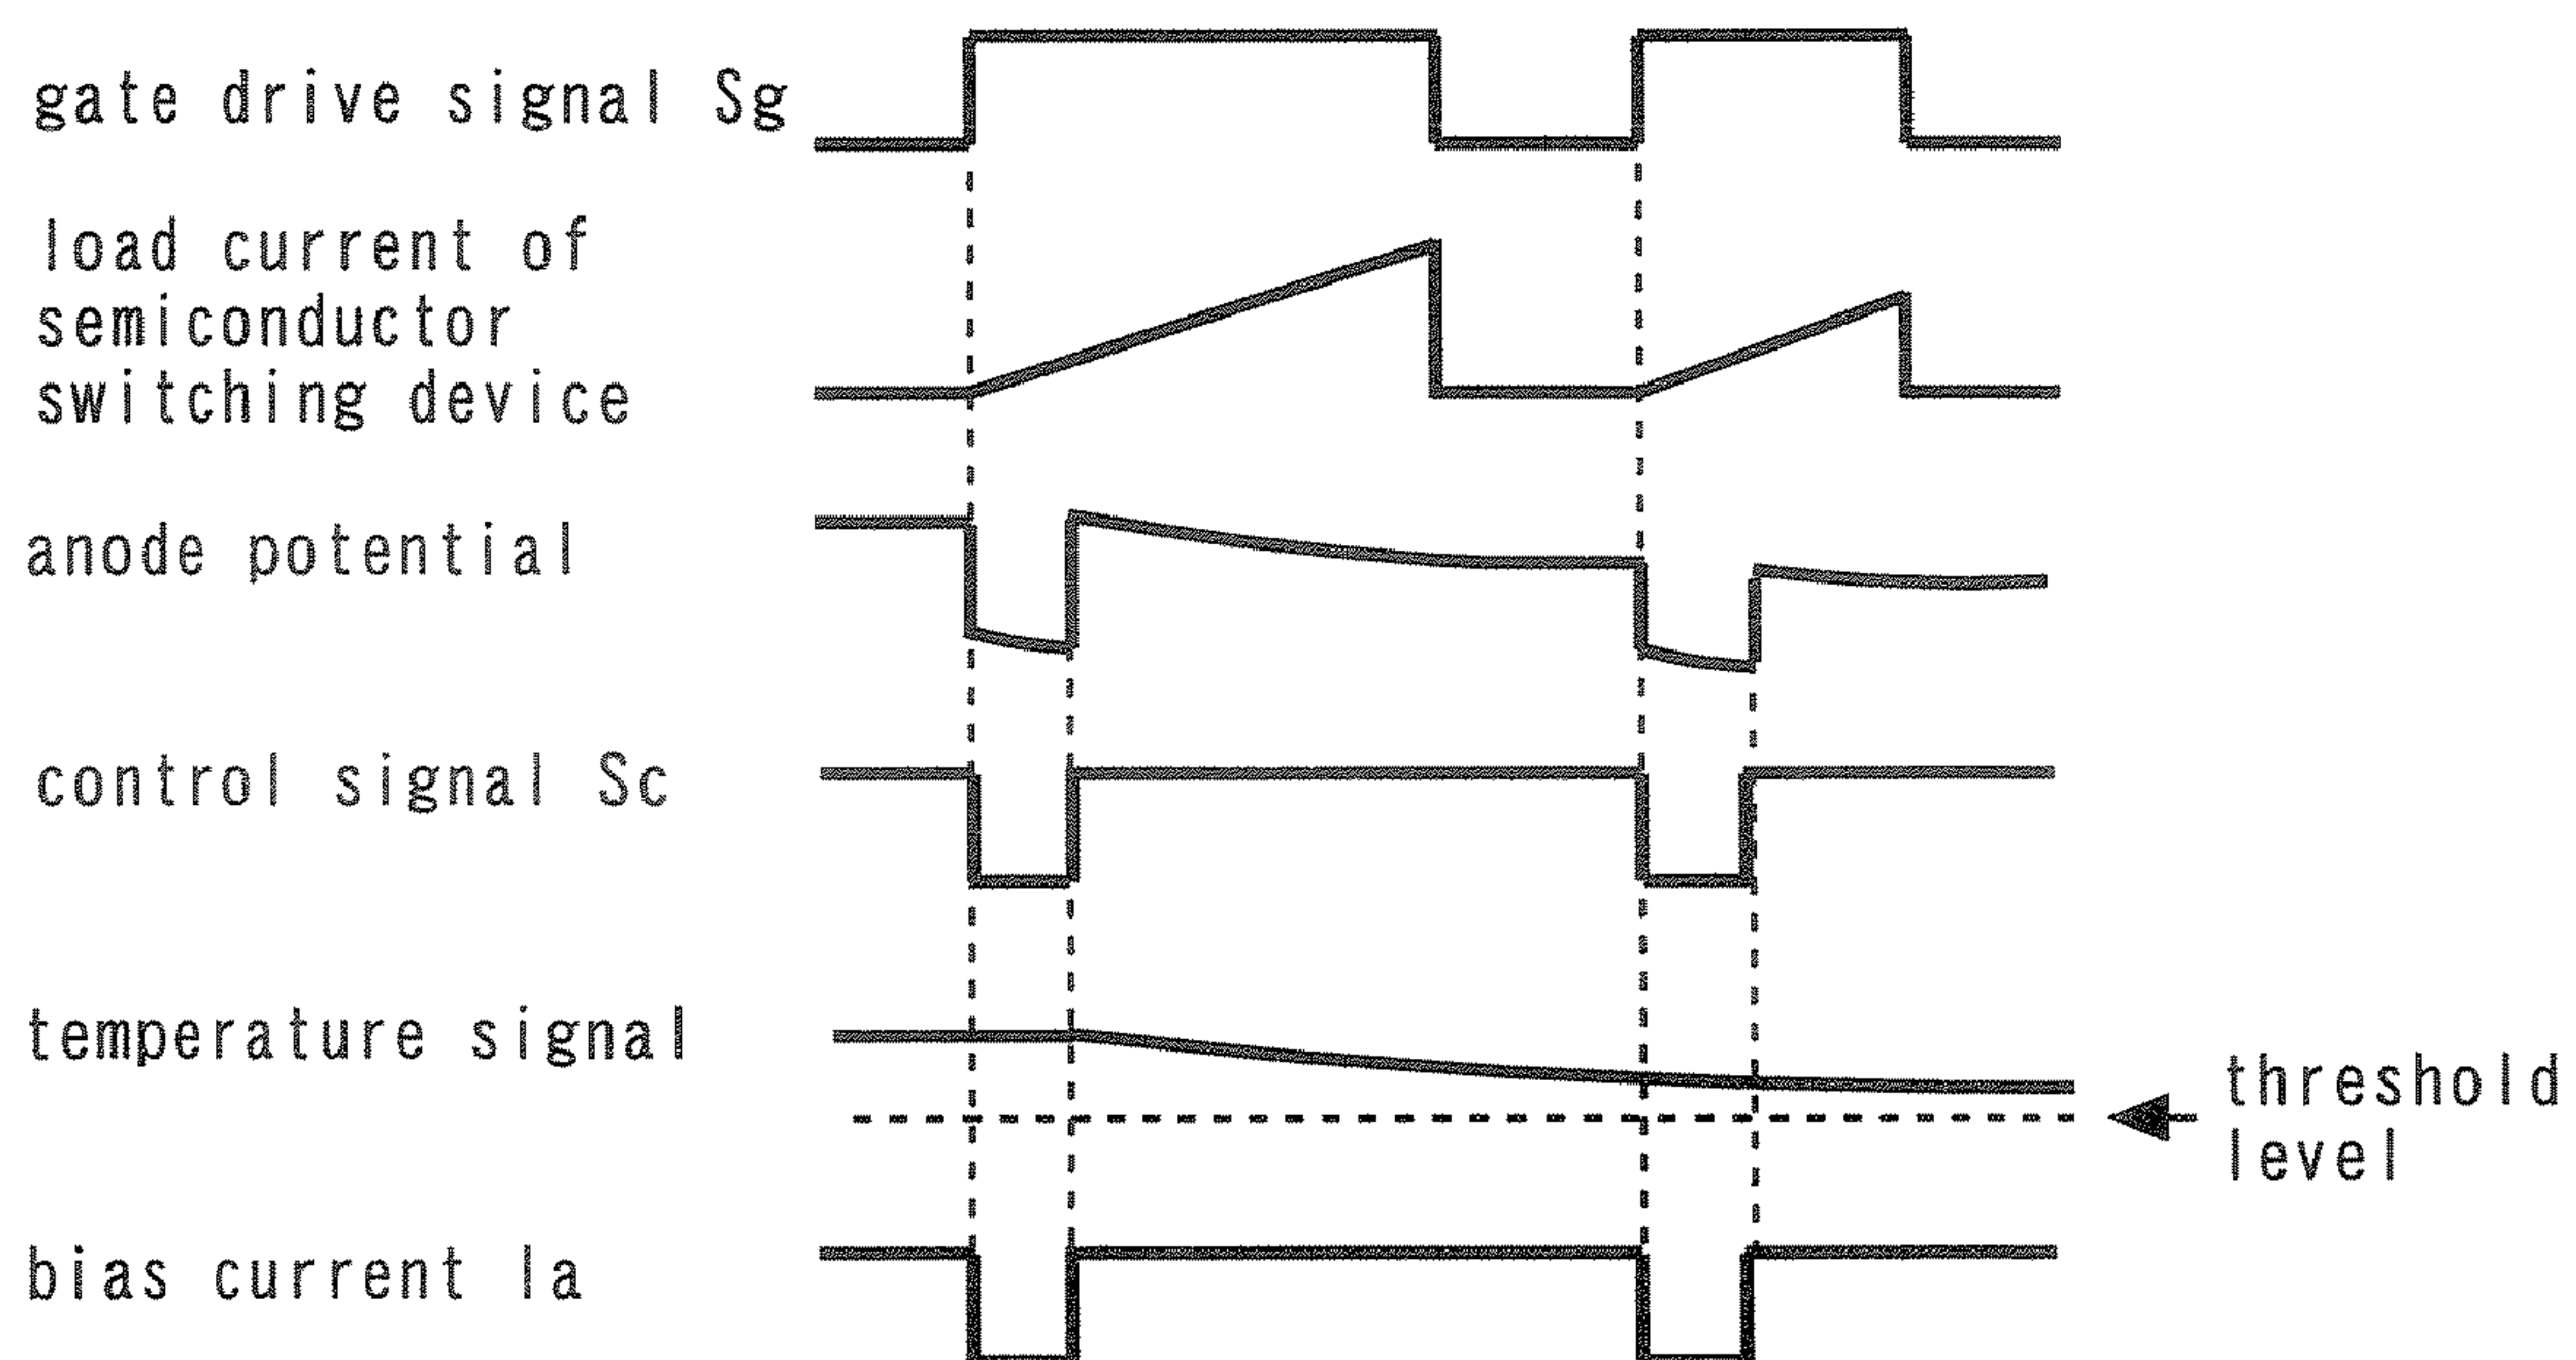 gate drive signal Sg
load current of
semiconductor
switching device
anode potential
control signal Sc
temperature signal
threshold
level
bias current Ia